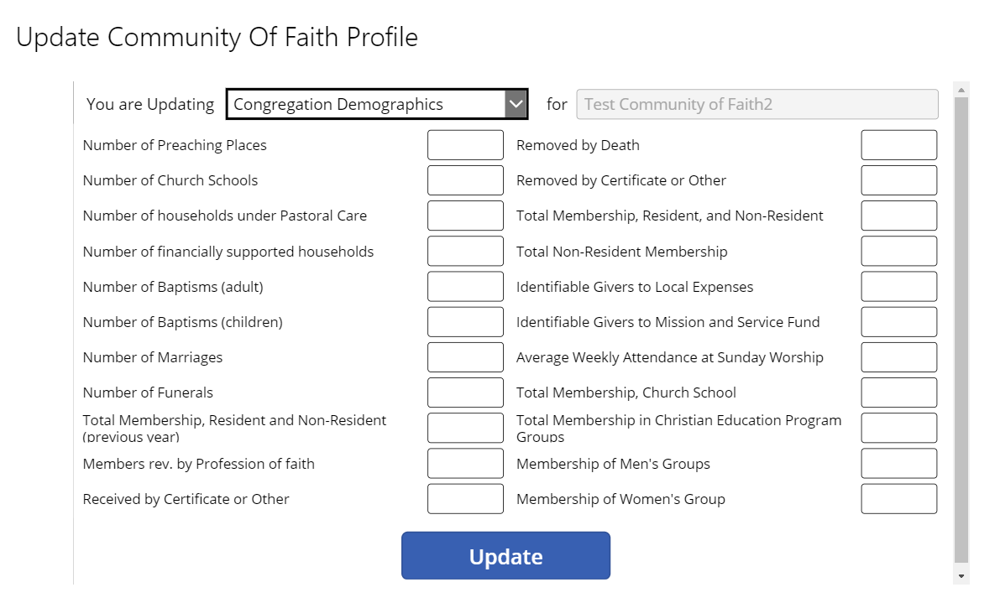 Update Community Of Faith Profile
You are Updating Congregation Demographics for Test Community of Faith2
Number of Preaching Places
Number of Church Schools
Number of households under Pastoral Care
Number of financially supported households
Number of Baptisms (adult)
Number of Baptisms (children)
Number of Marriages
Number of Funerals
Total Membership, Resident and Non-Resident
(previous year)
Members rev. by Profession of faith
Received by Certificate or Other
Removed by Death
Removed by Certificate or Other
Total Membership, Resident, and Non-Resident
Total Non-Resident Membership
Identifiable Givers to Local Expenses
Identifiable Givers to Mission and Service Fund
Average Weekly Attendance at Sunday Worship
Total Membership, Church School
Total Membership in Christian Education Program
Groups
Membership of Men's Groups
Membership of Women's Group
Update